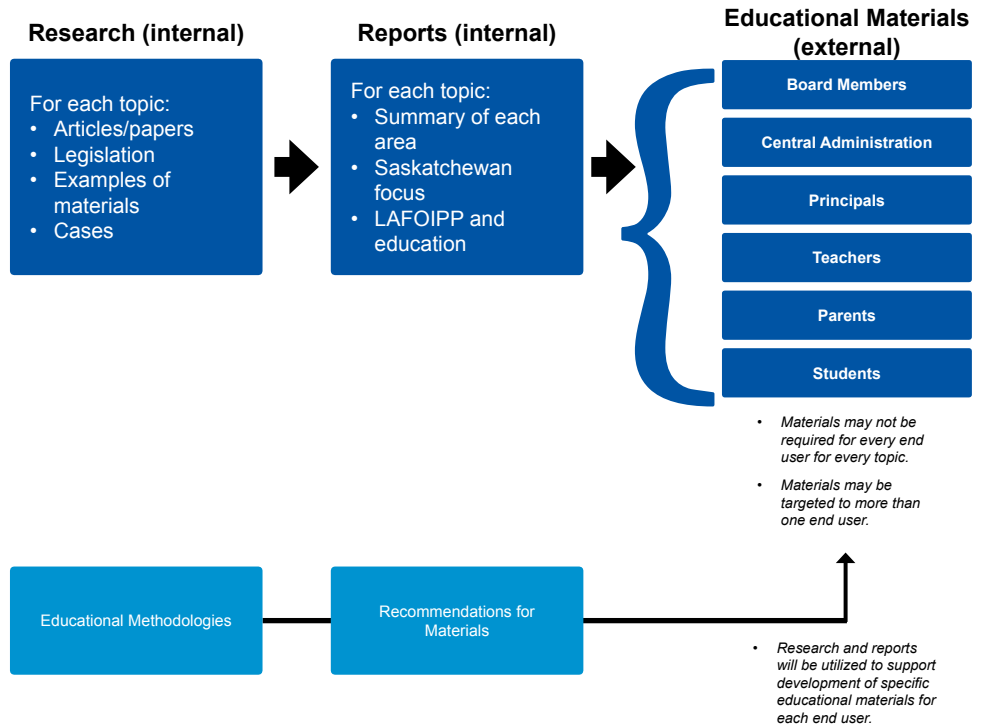 Research (internal)
For each topic:
• Articles/papers
• Legislation
• Examples of
materials
• Cases
Reports (internal)
For each topic:
• Summary of each
area
• Saskatchewan
focus
• LAFOIPP and
education
Educational Materials
(external)
Board Members
Central Administration
Principals
Teachers
Parents
Students
• Materials may not be
required for every end
user for every topic.
• Materials may be
targeted to more than
one end user.
Educational Methodologies
Recommendations for
Materials
• Research and reports
will be utilized to support
development of specific
educational materials for
each end user.